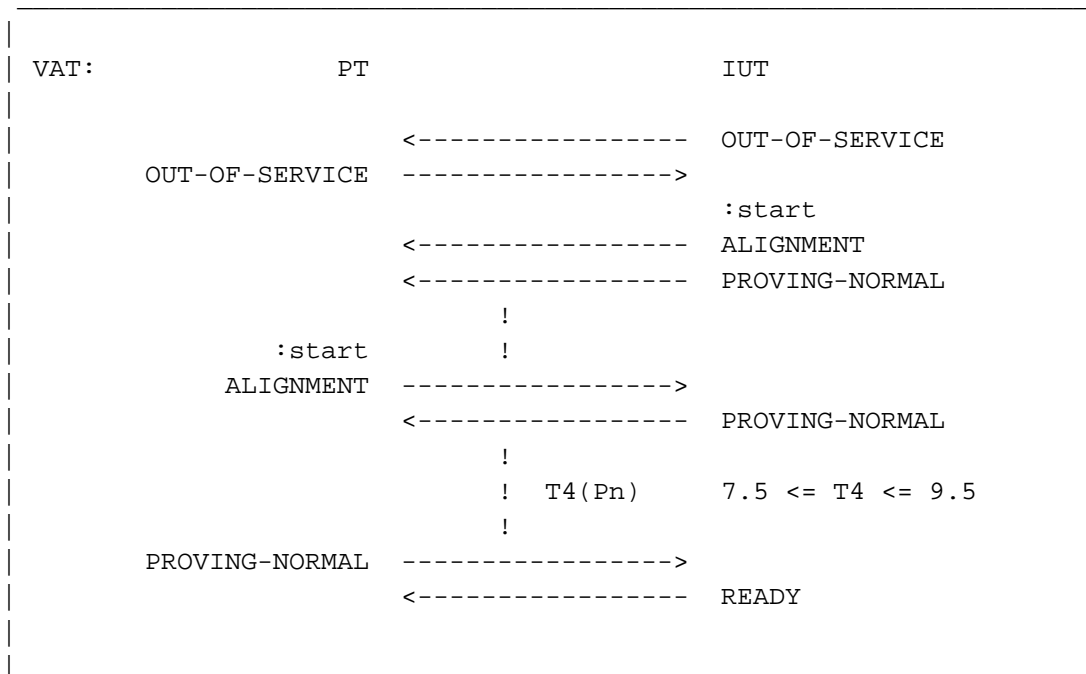 VAT: PT IUT
<----------------- OUT-OF-SERVICE
OUT-OF-SERVICE ----------------->
:start
<----------------- ALIGNMENT
<----------------- PROVING-NORMAL
!
:start !
ALIGNMENT ----------------->
<----------------- PROVING-NORMAL
!
! T4(Pn) 7.5 <= T4 <= 9.5
!
PROVING-NORMAL ----------------->
<----------------- READY